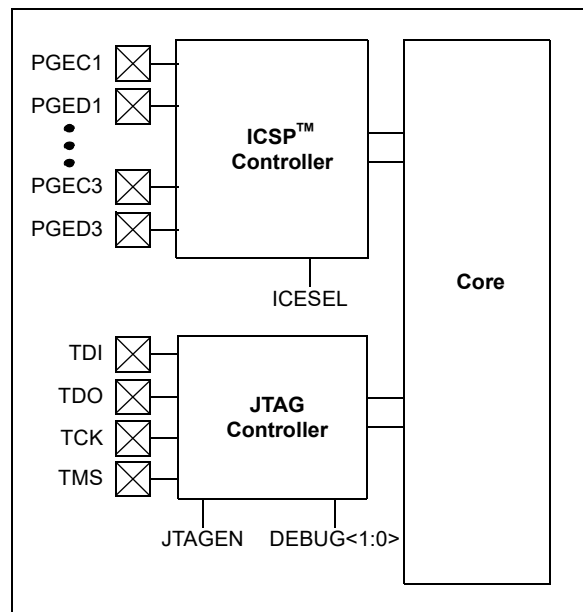 PGEC1
PGED1
PGEC3
PGED3
ICSP™
Controller
ICESEL
Core
TDI
TDO
TCK
TMS
JTAG
Controller
JTAGEN
DEBUG<1:0>